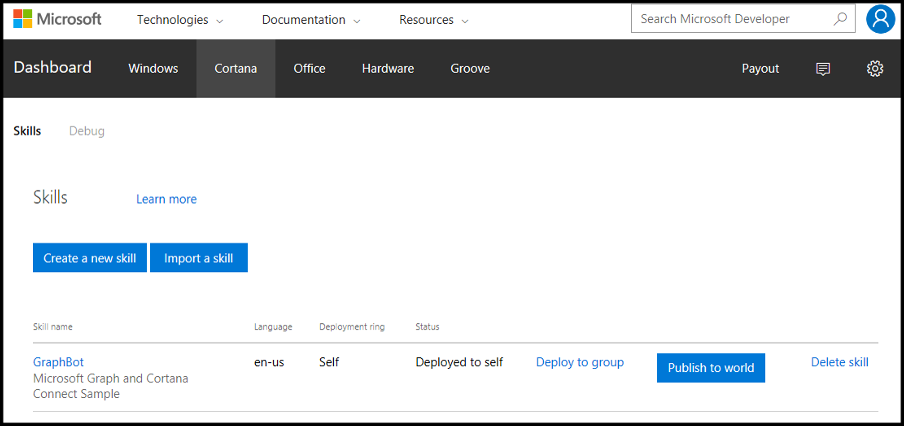 Microsoft Technologies Documentation Resources Search Microsoft Developer
Dashboard Windows Cortana Office Hardware Groove Payout
Skills Debug
Skills Learn more
Create a new skill Import a skill
Skill name Language Deployment ring Status
GraphBot en-us Self Deployed to self Deploy to group Publish to world Delete skill
Microsoft Graph and Cortana
Connect Sample